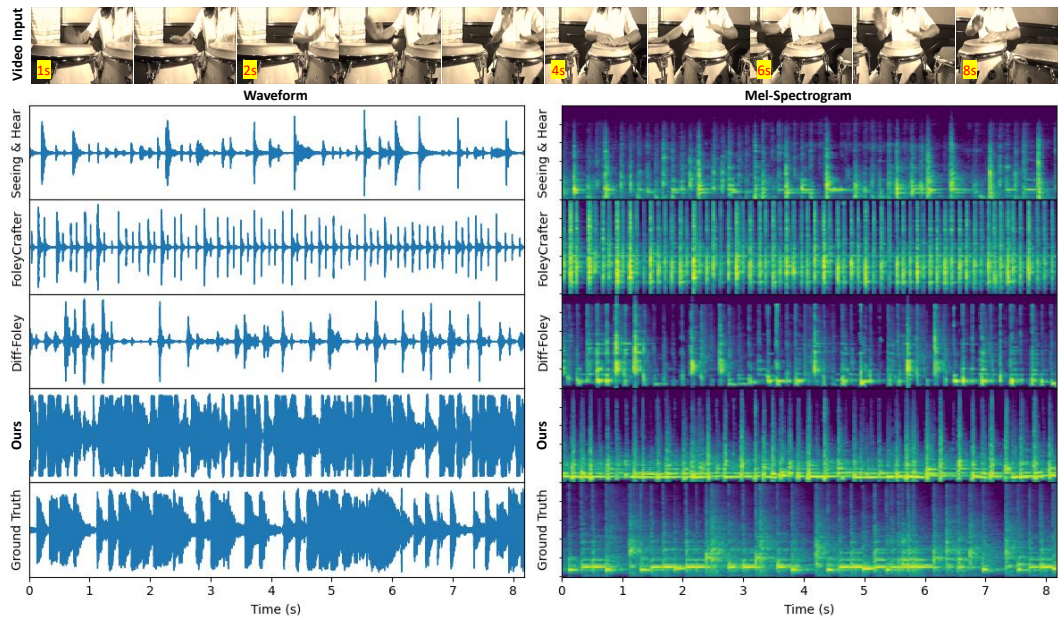 Video Input
1s
2s
4s
6s
8s
Waveform
Mel-Spectrogram
Seeing & Hear
Seeing & Hear
FoleyCrafter
FoleyCrafter
Diff-Foley
Diff-Foley
Ours
Ours
Ground Truth
Ground Truth
0 1 2 3 4 5 6 7 8
0 1 2 3 4 5 6 7 8
Time (s)
Time (s)